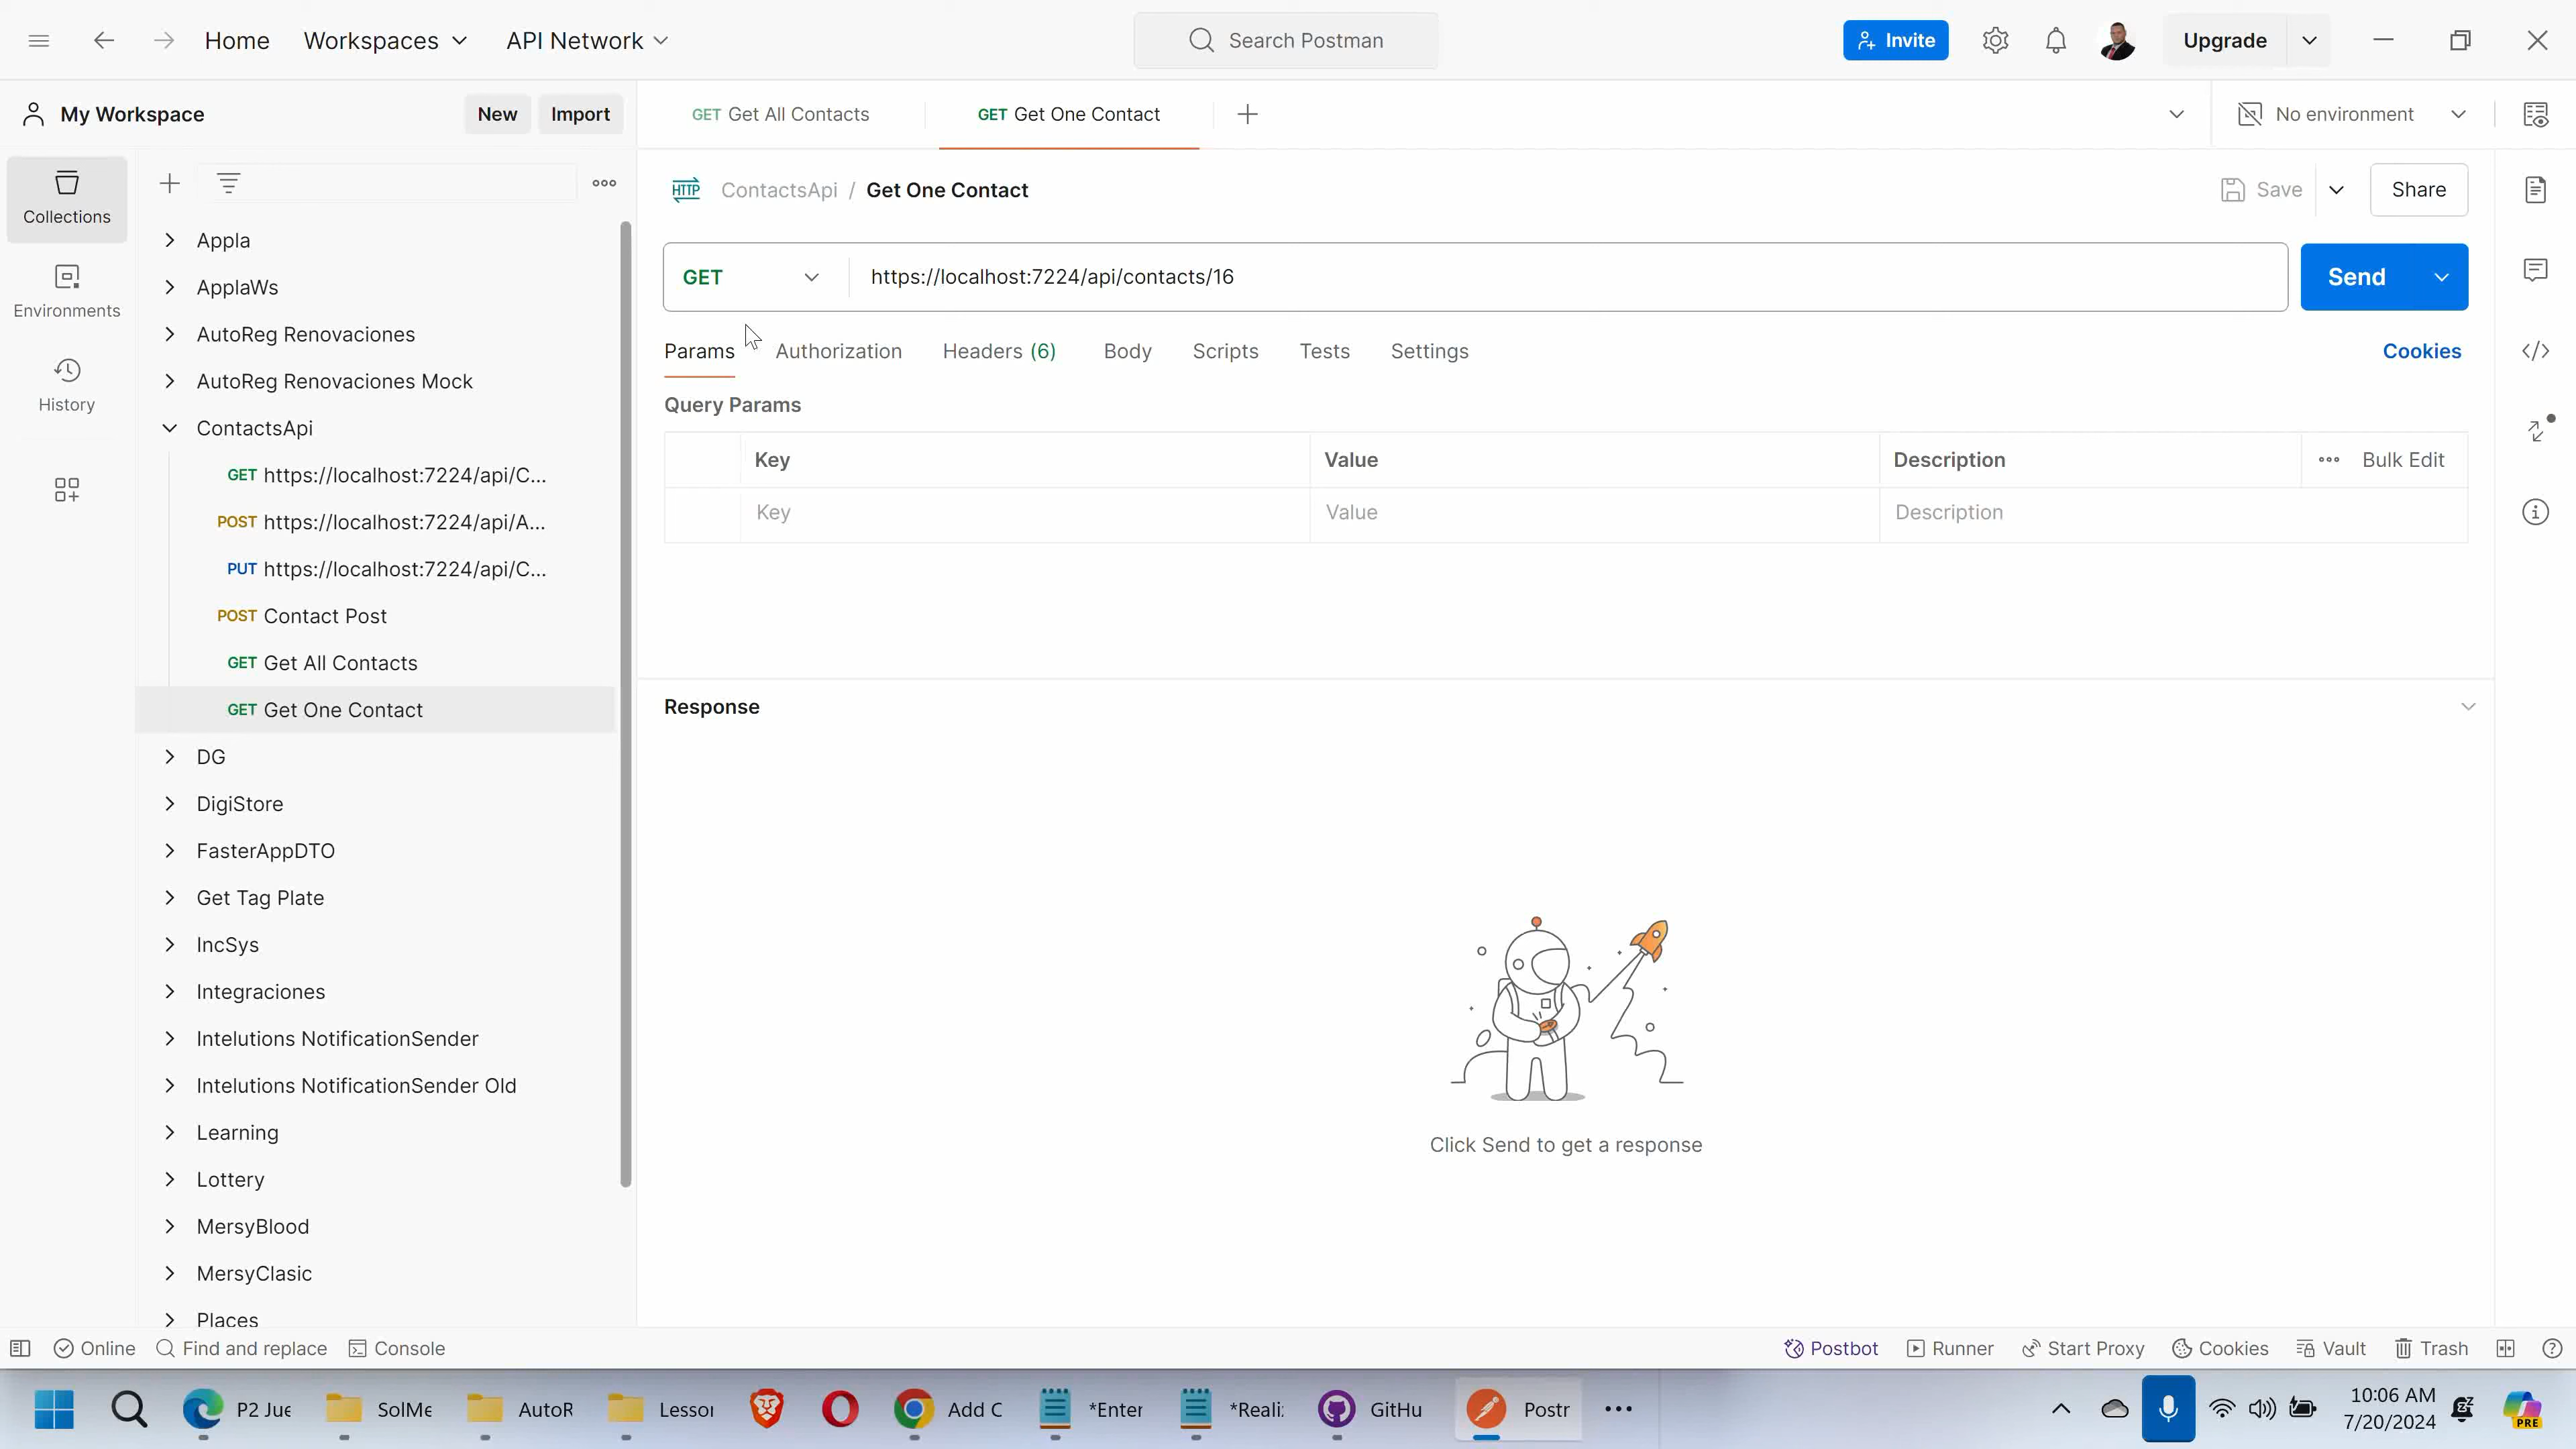 Home Workspaces API Network Search Postman Invite Upgrade
My Workspace New Import GET Get All Contacts GET Get One Contact No environment
Collections
Environments
History
Appla
ApplaWs
AutoReg Renovaciones
AutoReg Renovaciones Mock
ContactsApi
GET https://localhost:7224/api/C...
POST https://localhost:7224/api/A...
PUT https://localhost:7224/api/C...
POST Contact Post
GET Get All Contacts
GET Get One Contact
DG
DigiStore
FasterAppDTO
Get Tag Plate
IncSys
Integraciones
Intelutions NotificationSender
Intelutions NotificationSender Old
Learning
Lottery
MersyBlood
MersyClasic
Places
HTTP ContactsApi / Get One Contact Save Share
GET https://localhost:7224/api/contacts/16 Send
Params Authorization Headers (6) Body Scripts Tests Settings Cookies
Query Params
Key Value Description Bulk Edit
Key Value Description
Response
Click Send to get a response
Online Find and replace Console Postbot Runner Start Proxy Cookies Vault Trash
P2 Jue SolMe AutoR Lesson Add C *Enter *Reali: GitHu Postr 10:06 AM
7/20/2024
PRE